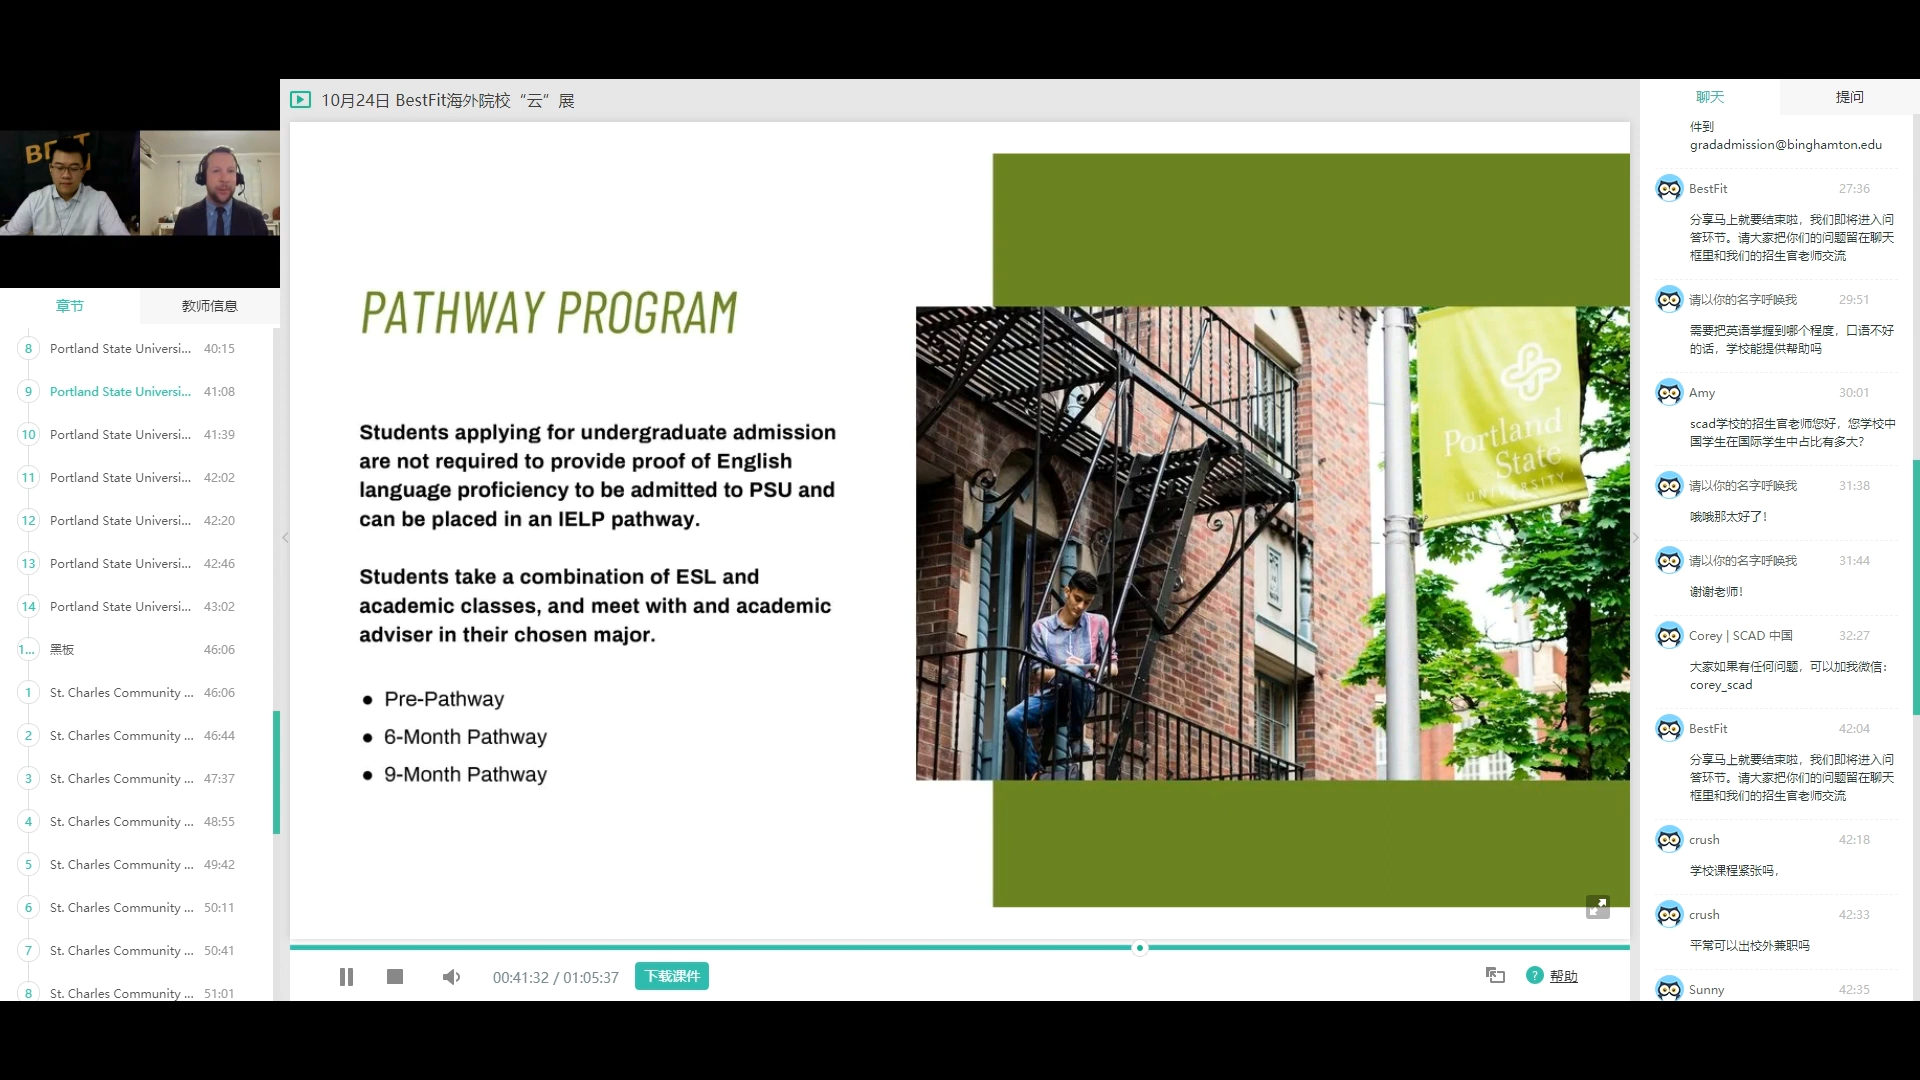 10月24日 BestFit海外院校“云”展
章节
教师信息
8 Portland State Universi... 40:15
9 Portland State Universi... 41:08
10 Portland State Universi... 41:39
11 Portland State Universi... 42:02
12 Portland State Universi... 42:20
13 Portland State Universi... 42:46
14 Portland State Universi... 43:02
1... 黑板 46:06
1 St. Charles Community ... 46:06
2 St. Charles Community ... 46:44
3 St. Charles Community ... 47:37
4 St. Charles Community ... 48:55
5 St. Charles Community ... 49:42
6 St. Charles Community ... 50:11
7 St. Charles Community ... 50:41
8 St. Charles Community ... 51:01
PATHWAY PROGRAM
Students applying for undergraduate admission
are not required to provide proof of English
language proficiency to be admitted to PSU and
can be placed in an IELP pathway.
Students take a combination of ESL and
academic classes, and meet with and academic
adviser in their chosen major.
● Pre-Pathway
● 6-Month Pathway
● 9-Month Pathway
Portland
State
UNIVERSITY
00:41:32 / 01:05:37
下载课件
? 帮助
聊天
提问
件到
gradadmission@binghamton.edu
BestFit 27:36
分享马上就要结束啦，我们即将进入问
答环节。请大家把你们的问题留在聊天
框里和我们的招生官老师交流
请以你的名字呼唤我 29:51
需要把英语掌握到哪个程度，口语不好
的话，学校能提供帮助吗
Amy 30:01
scad学校的招生官老师您好，您学校中
国学生在国际学生中占比有多大？
请以你的名字呼唤我 31:38
哦哦那太好了！
请以你的名字呼唤我 31:44
谢谢老师！
Corey | SCAD 中国 32:27
大家如果有任何问题，可以加我微信：
corey_scad
BestFit 42:04
分享马上就要结束啦，我们即将进入问
答环节。请大家把你们的问题留在聊天
框里和我们的招生官老师交流
crush 42:18
学校课程紧张吗，
crush 42:33
平常可以出校外兼职吗
Sunny 42:35